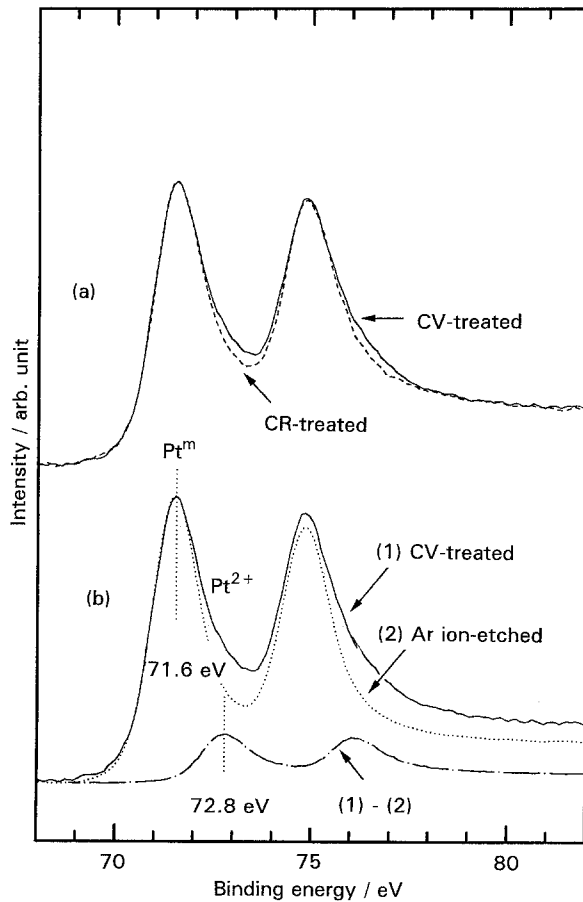 Intensity / arb. unit
(a)
CV-treated
CR-treated
Pt^m
Pt^2+
(b)
(1) CV-treated
(2) Ar ion-etched
71.6 eV
72.8 eV
(1) - (2)
70
75
80
Binding energy / eV